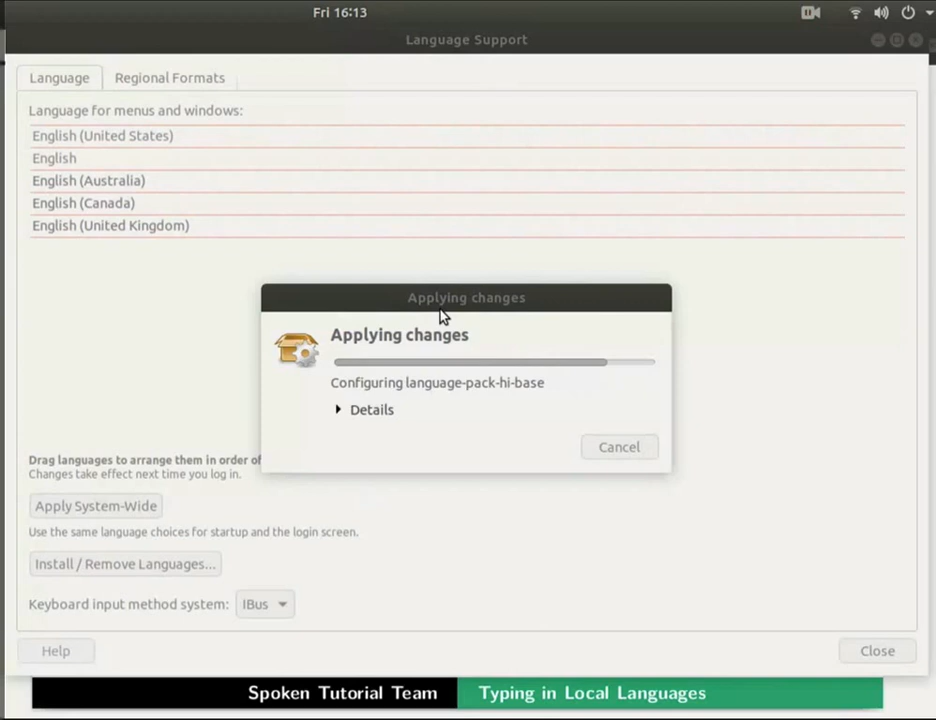 Fri 16:13
Language Support
Language Regional Formats
Language for menus and windows:
English (United States)
English
English (Australia)
English (Canada)
English (United Kingdom)
Applying changes
Applying changes
Configuring language-pack-hi-base
Details
Cancel
Drag languages to arrange them in order of
Changes take effect next time you log in.
Apply System-Wide
Use the same language choices for startup and the login screen.
Install / Remove Languages...
Keyboard input method system: IBus
Help Close
Spoken Tutorial Team Typing in Local Languages